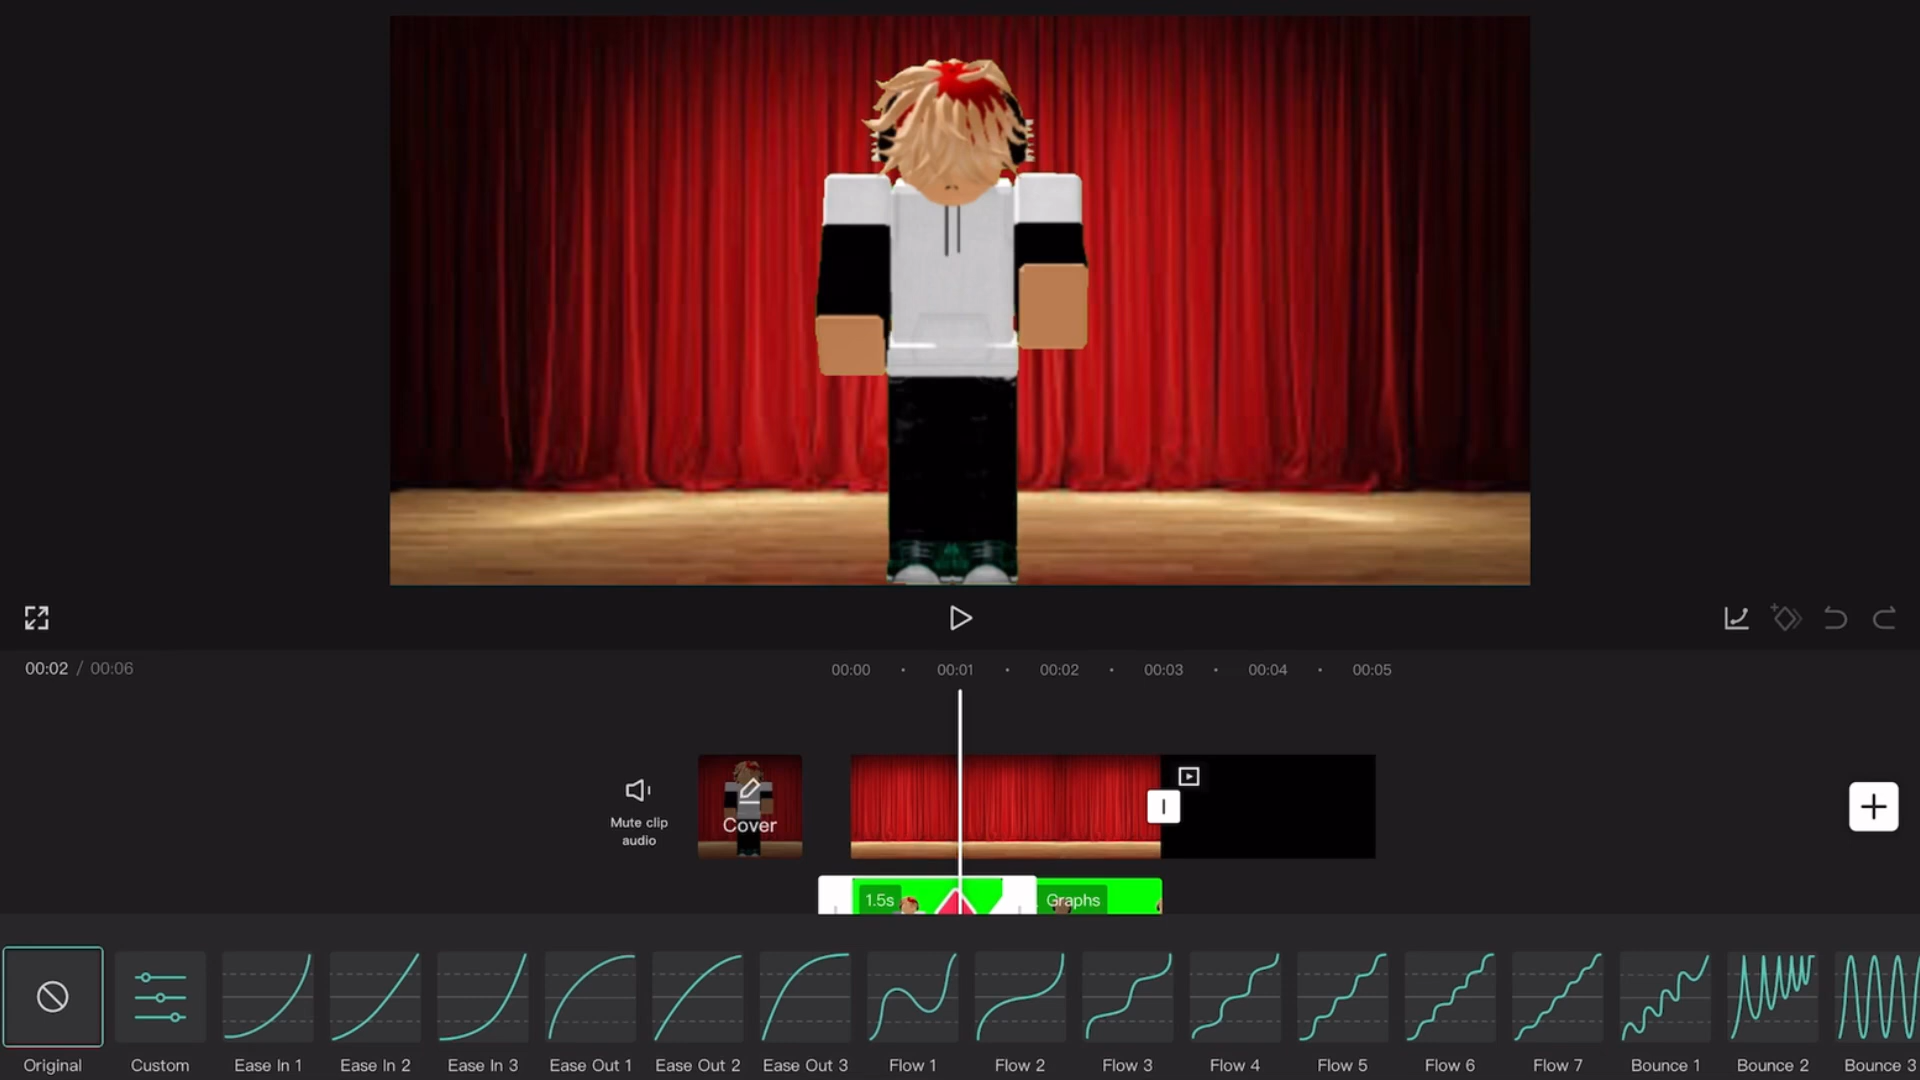 00:02 / 00:06
00:00 00:01 00:02 00:03 00:04 00:05
Mute clip
audio
Cover
1.5s
Graphs
Original
Custom
Ease In 1
Ease In 2
Ease In 3
Ease Out 1
Ease Out 2
Ease Out 3
Flow 1
Flow 2
Flow 3
Flow 4
Flow 5
Flow 6
Flow 7
Bounce 1
Bounce 2
Bounce 3